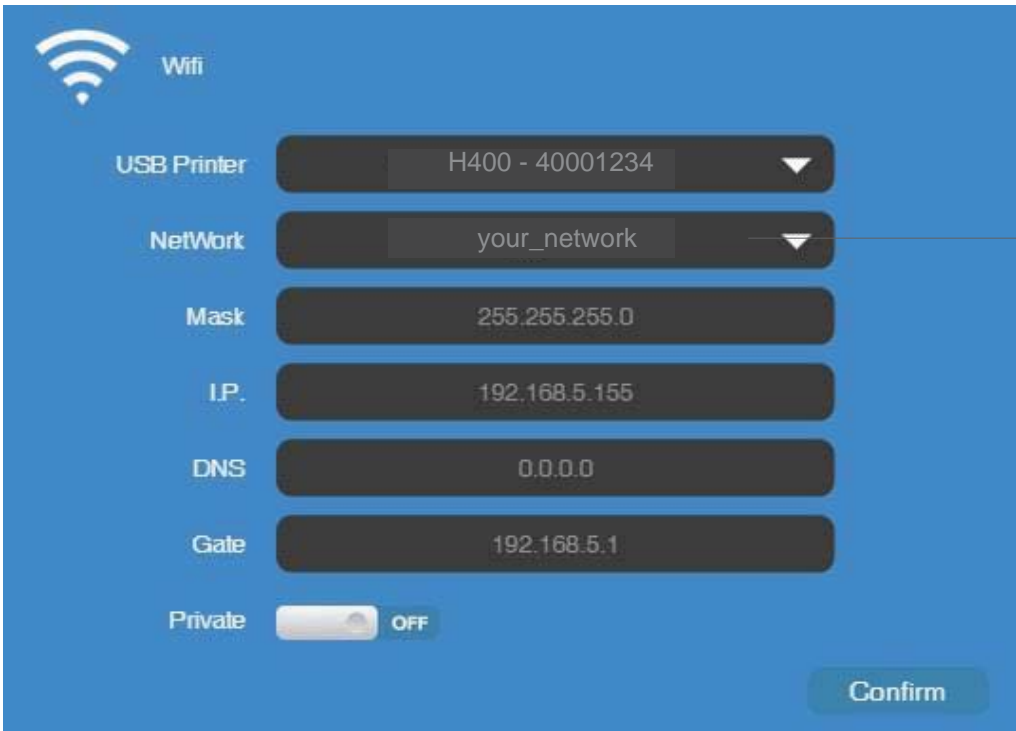 Wifi
USB Printer H400 - 40001234
NetWork your_network
Mask 255.255.255.0
I.P. 192.168.5.155
DNS 0.0.0.0
Gate 192.168.5.1
Private OFF
Confirm